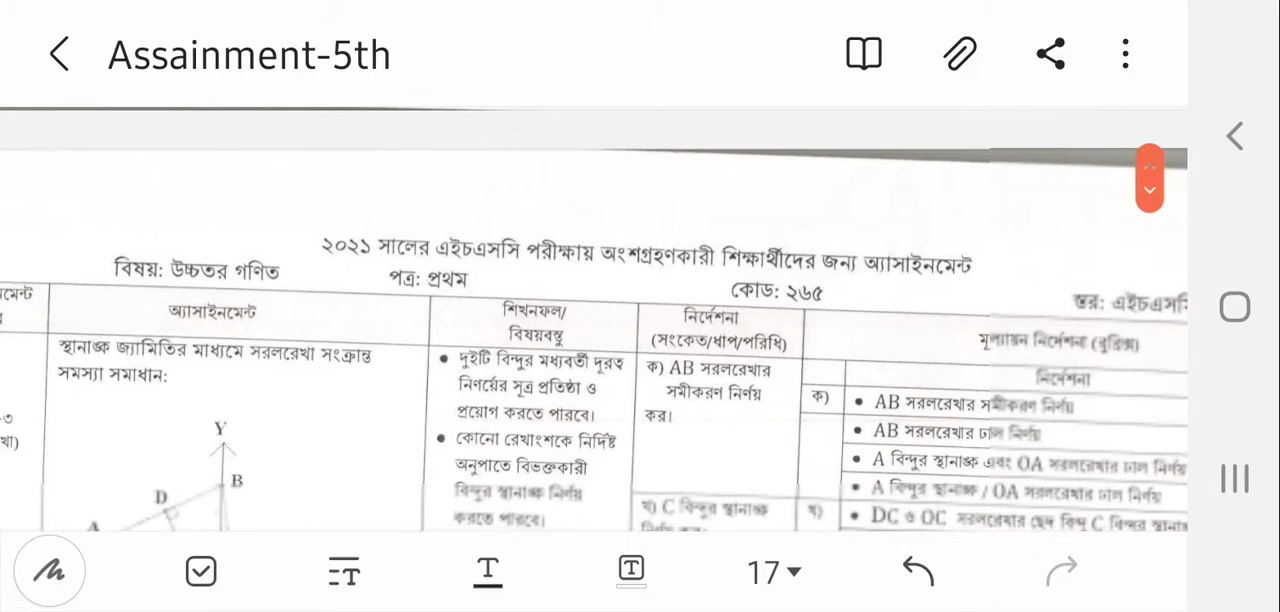 Assainment-5th
২০২১ সালের এইচএসসি পরীক্ষায় অংশগ্রহণকারী শিক্ষার্থীদের জন্য অ্যাসাইনমেন্ট
বিষয়: উচ্চতর গণিত
পত্র: প্রথম
কোড: ২৬৫
স্তর: এইচএসসি
অ্যাসাইনমেন্ট
শিখনফল/
বিষয়বস্তু
নির্দেশনা
(সংকেত/ধাপ/পরিধি)
মূল্যায়ন নির্দেশনা (রুব্রিক্স)
স্থানাঙ্ক জ্যামিতির মাধ্যমে সরলরেখা সংক্রান্ত
সমস্যা সমাধান:
Y
B
D
A
• দুইটি বিন্দুর মধ্যবর্তী দূরত্ব
নির্ণয়ের সূত্র প্রতিষ্ঠা ও
প্রয়োগ করতে পারবে।
• কোনো রেখাংশকে নির্দিষ্ট
অনুপাতে বিভক্তকারী
বিন্দুর স্থানাঙ্ক নির্ণয়
করতে পারবে।
ক) AB সরলরেখার
সমীকরণ নির্ণয়
কর।
খ) C বিন্দুর স্থানাঙ্ক
নির্দেশনা
ক)
• AB সরলরেখার সমীকরণ নির্ণয়
• AB সরলরেখার ঢাল নির্ণয়
• A বিন্দুর স্থানাঙ্ক এবং OA সরলরেখার ঢাল নির্ণয়
• A বিন্দুর স্থানাঙ্ক / OA সরলরেখার ঢাল নির্ণয়
খ)
• DC ও OC সরলরেখার ছেদ বিন্দু C বিন্দুর
17